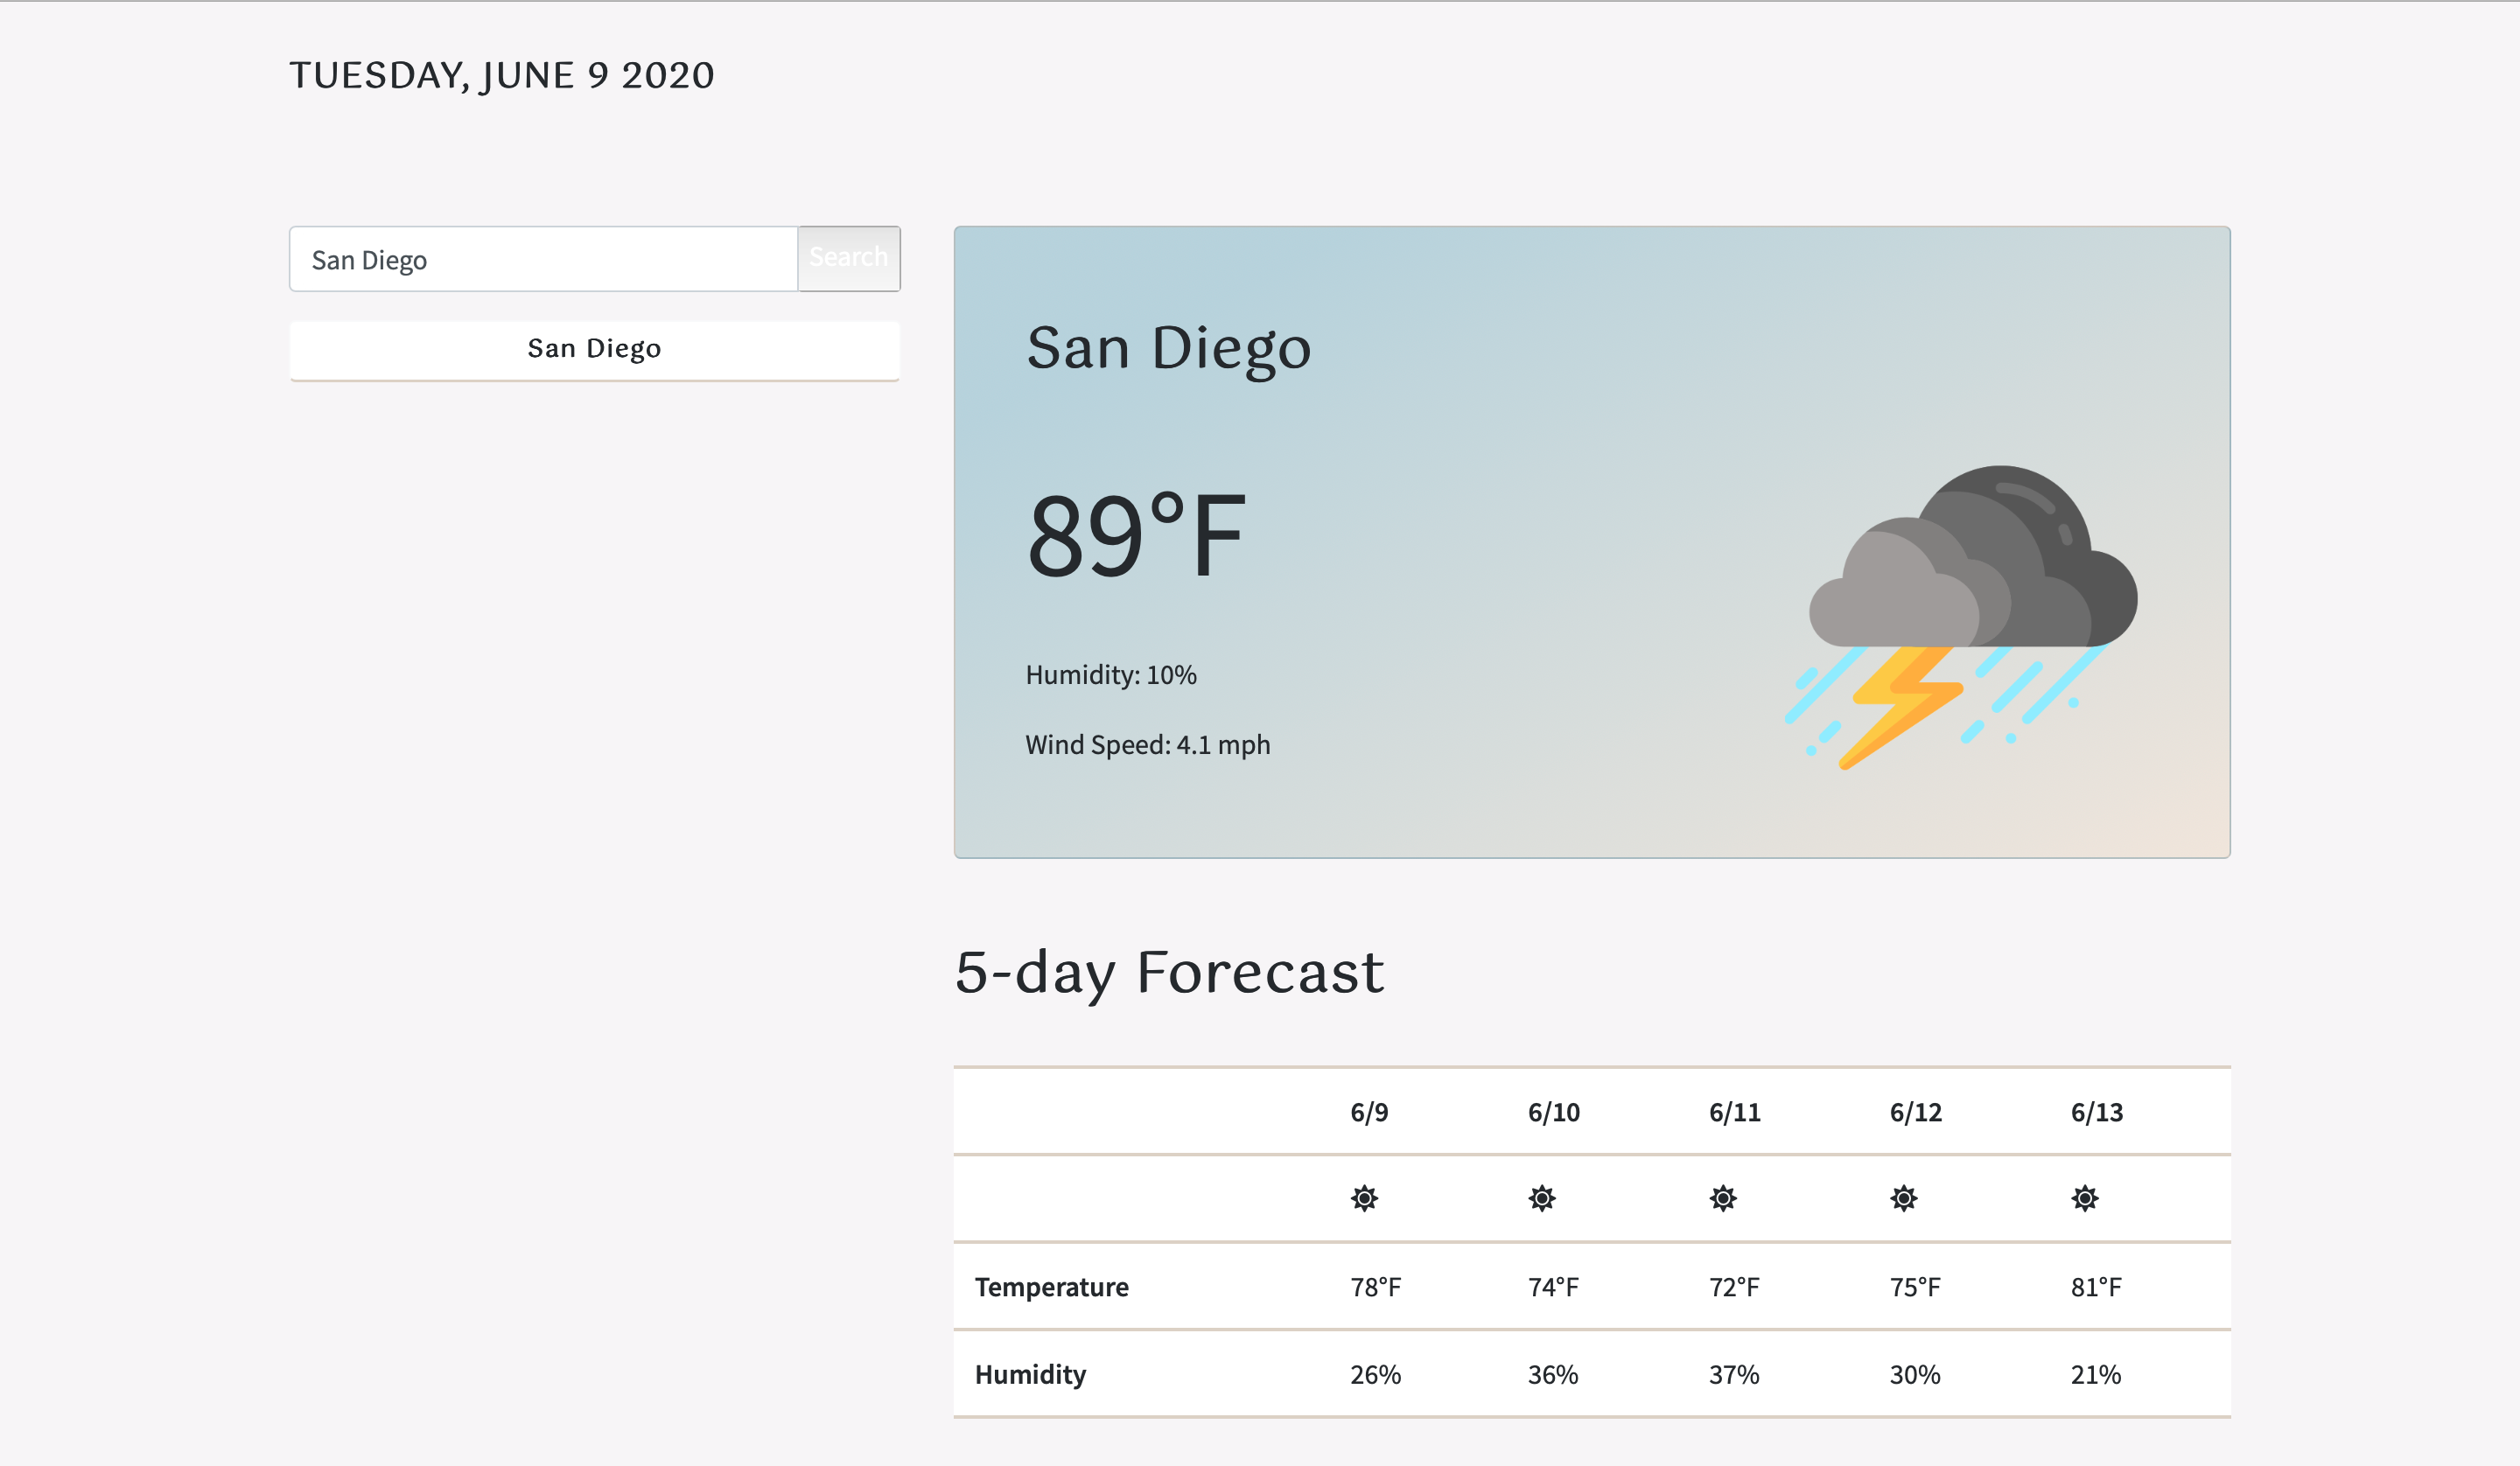 TUESDAY, JUNE 9 2020
San Diego
Search
San Diego
San Diego
89°F
Humidity: 10%
Wind Speed: 4.1 mph
5-day Forecast
6/9 6/10 6/11 6/12 6/13
Temperature 78°F 74°F 72°F 75°F 81°F
Humidity 26% 36% 37% 30% 21%